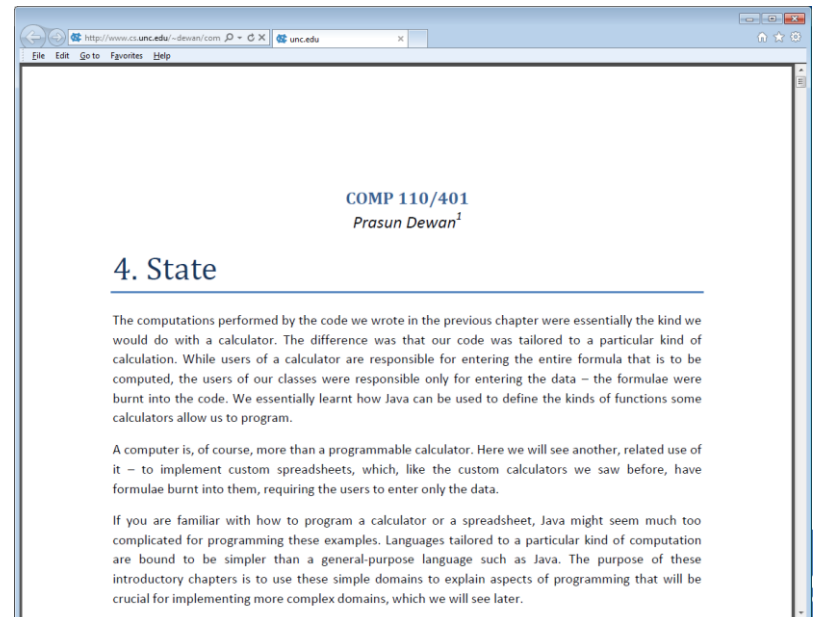 http://www.cs.unc.edu/~dewan/com
unc.edu
File Edit Go to Favorites Help
COMP 110/401
Prasun Dewan1
4. State
The computations performed by the code we wrote in the previous chapter were essentially the kind we
would do with a calculator. The difference was that our code was tailored to a particular kind of
calculation. While users of a calculator are responsible for entering the entire formula that is to be
computed, the users of our classes were responsible only for entering the data – the formulae were
burnt into the code. We essentially learnt how Java can be used to define the kinds of functions some
calculators allow us to program.
A computer is, of course, more than a programmable calculator. Here we will see another, related use of
it – to implement custom spreadsheets, which, like the custom calculators we saw before, have
formulae burnt into them, requiring the users to enter only the data.
If you are familiar with how to program a calculator or a spreadsheet, Java might seem much too
complicated for programming these examples. Languages tailored to a particular kind of computation
are bound to be simpler than a general-purpose language such as Java. The purpose of these
introductory chapters is to use these simple domains to explain aspects of programming that will be
crucial for implementing more complex domains, which we will see later.